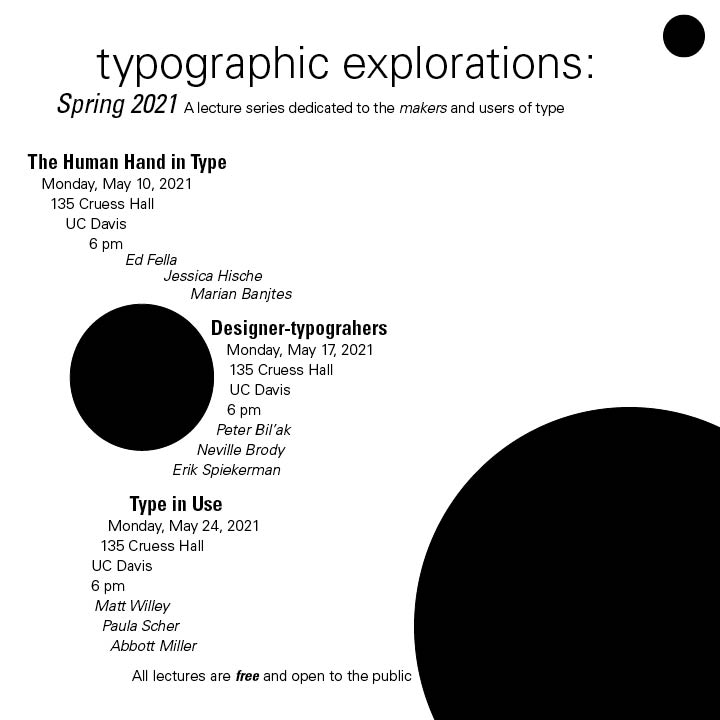 typographic explorations:
Spring 2021 A lecture series dedicated to the makers and users of type
The Human Hand in Type
Monday, May 10, 2021
135 Cruess Hall
UC Davis
6 pm
Ed Fella
Jessica Hische
Marian Banjtes
Designer-typograhers
Monday, May 17, 2021
135 Cruess Hall
UC Davis
6 pm
Peter Bil’ak
Neville Brody
Erik Spiekerman
Type in Use
Monday, May 24, 2021
135 Cruess Hall
UC Davis
6 pm
Matt Willey
Paula Scher
Abbott Miller
All lectures are free and open to the public